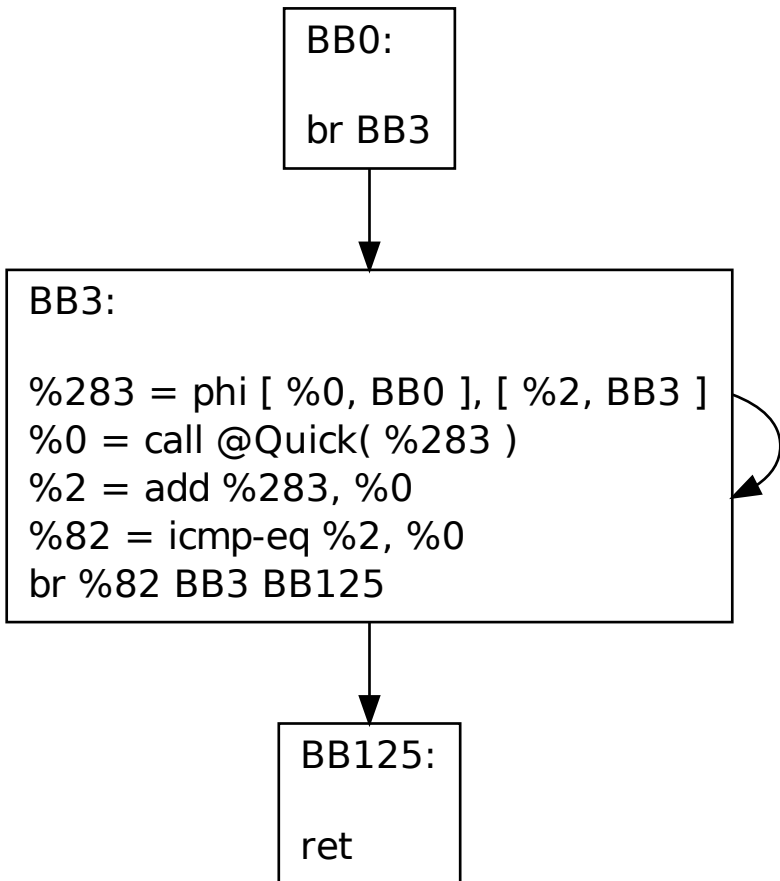 BB0:
br BB3
BB3:
%283 = phi [ %0, BB0 ], [ %2, BB3 ]
%0 = call @Quick( %283 )
%2 = add %283, %0
%82 = icmp-eq %2, %0
br %82 BB3 BB125
BB125:
ret